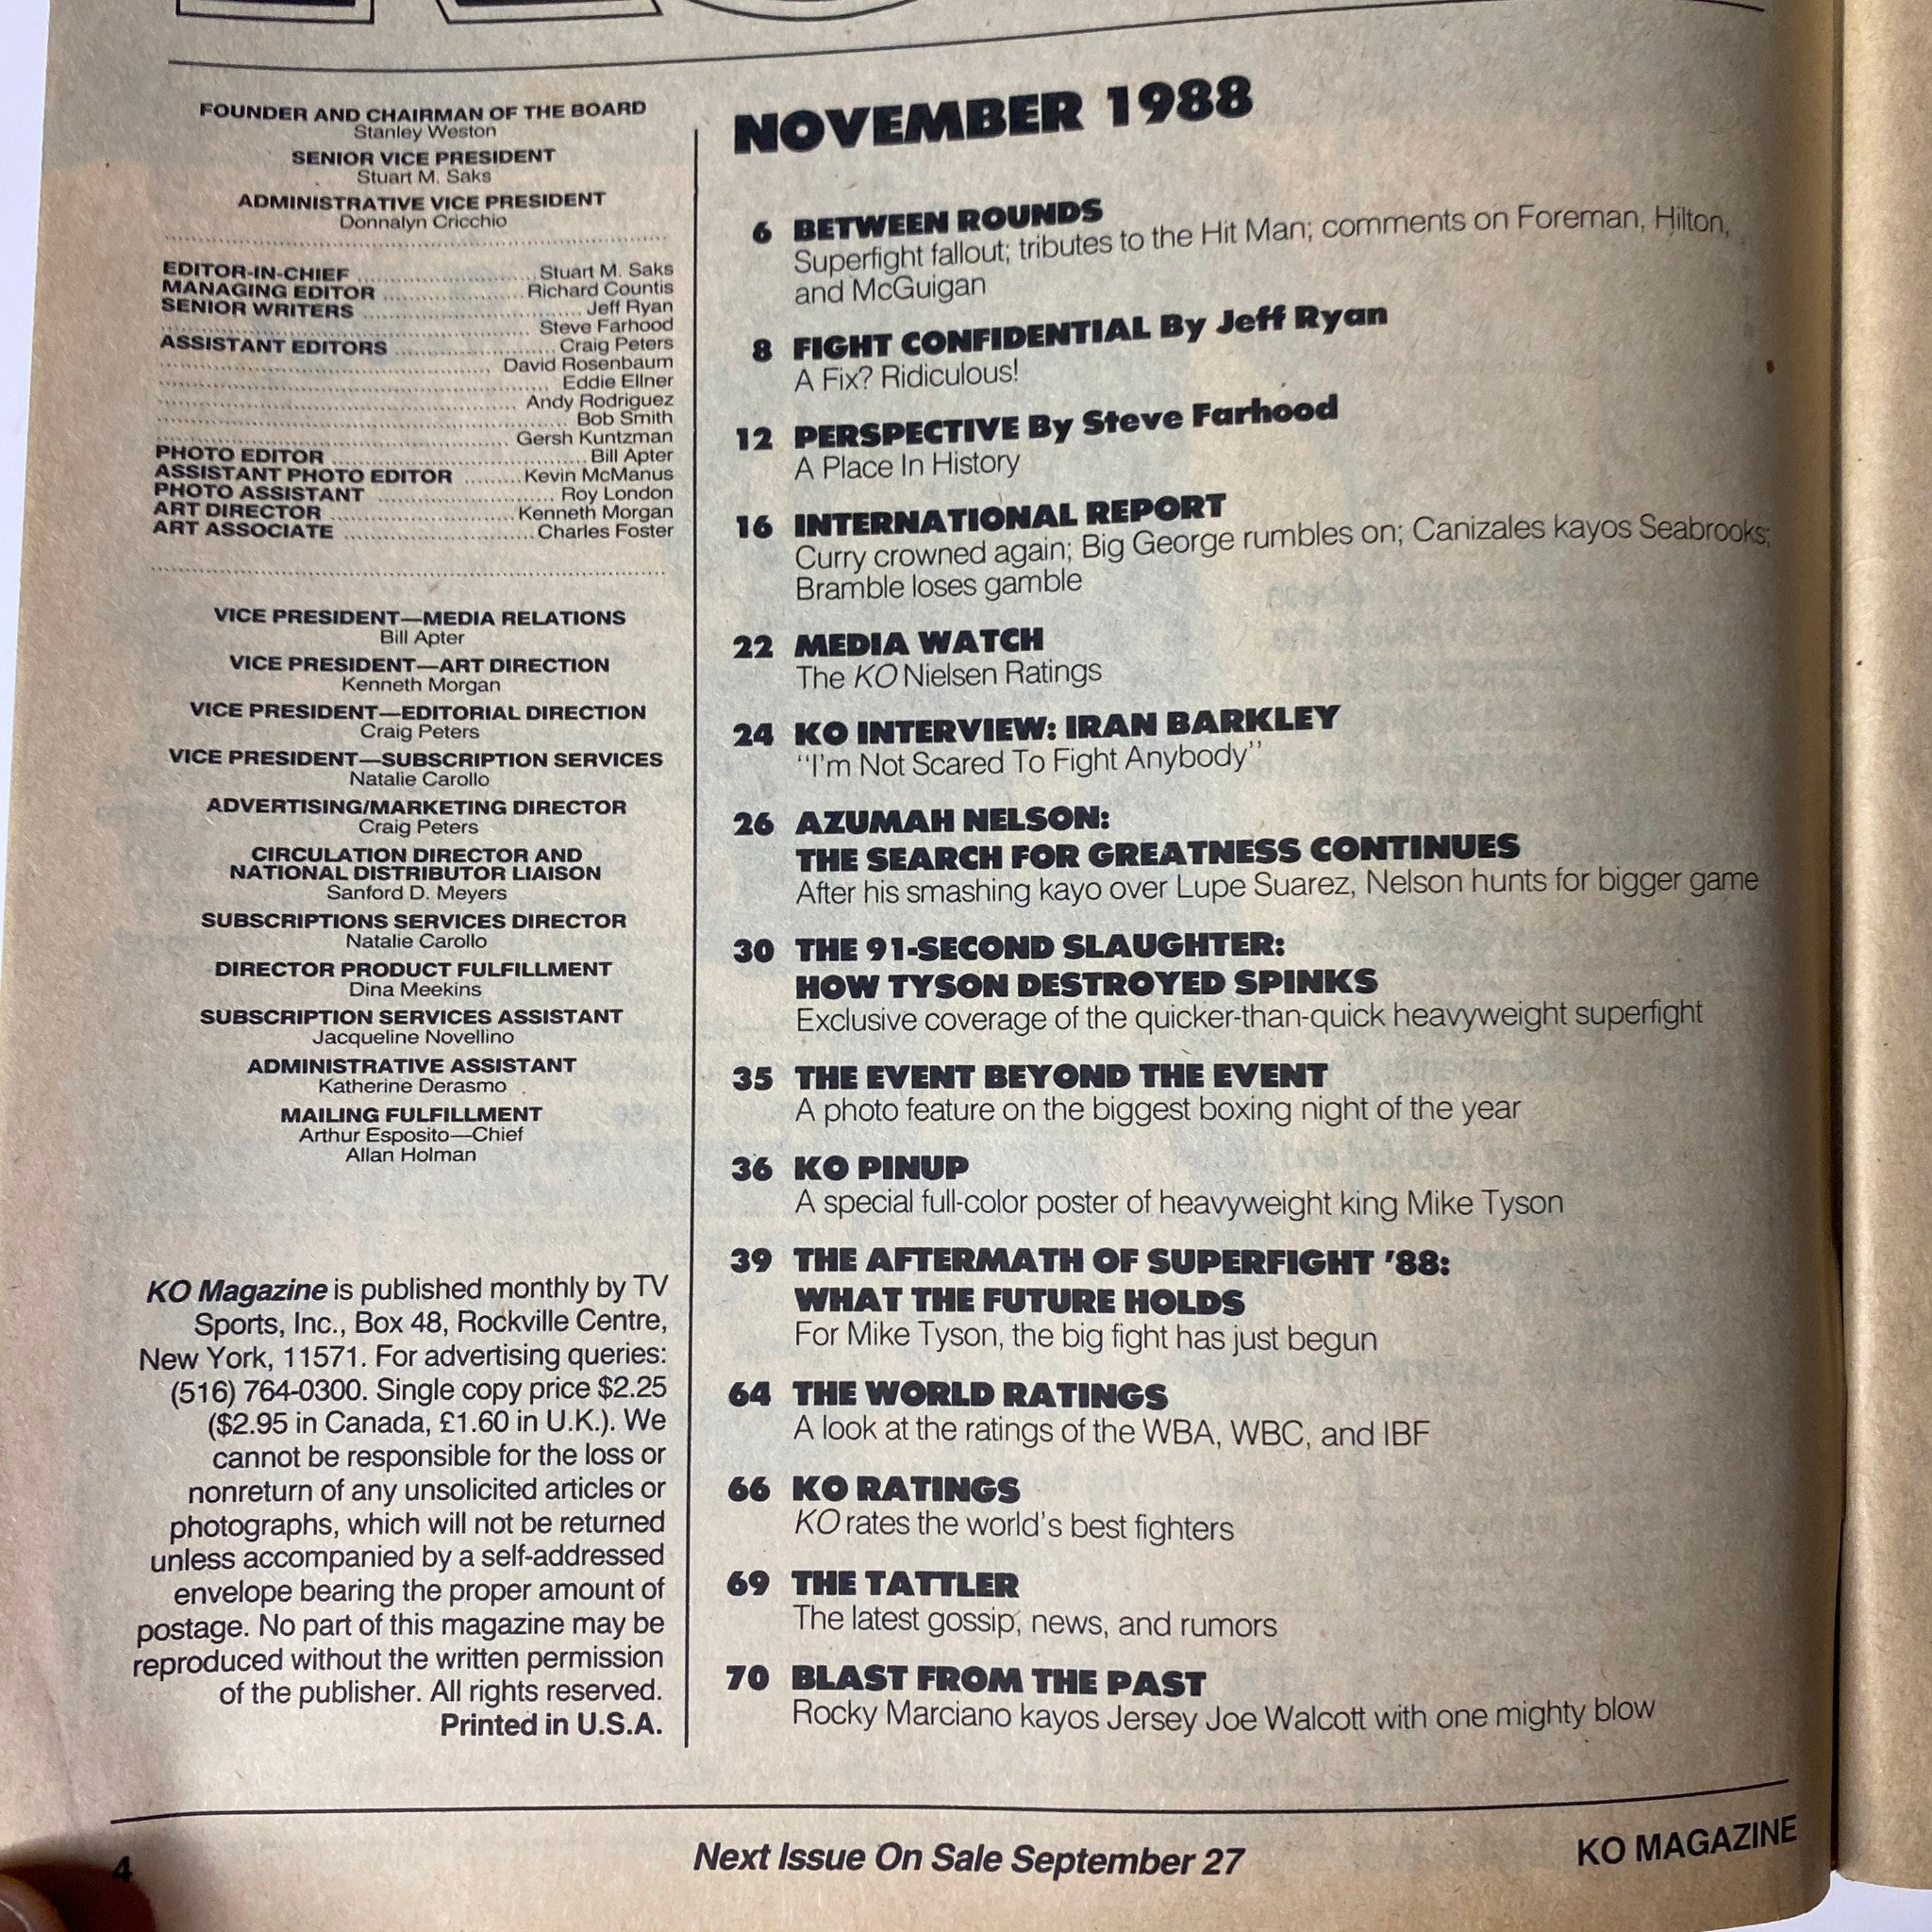 FOUNDER AND CHAIRMAN OF THE BOARD
Stanley Weston
SENIOR VICE PRESIDENT
Stuart M. Saks
ADMINISTRATIVE VICE PRESIDENT
Donnalyn Cricchio
EDITOR-IN-CHIEF ........ Stuart M. Saks
MANAGING EDITOR ........ Richard Countis
SENIOR WRITERS ........ Jeff Ryan
........ Steve Farhood
ASSISTANT EDITORS ........ Craig Peters
........ David Rosenbaum
........ Eddie Ellner
........ Andy Rodriguez
........ Bob Smith
........ Gersh Kuntzman
PHOTO EDITOR ........ Bill Apter
ASSISTANT PHOTO EDITOR ........ Kevin McManus
PHOTO ASSISTANT ........ Roy London
ART DIRECTOR ........ Kenneth Morgan
ART ASSOCIATE ........ Charles Foster
VICE PRESIDENT—MEDIA RELATIONS
Bill Apter
VICE PRESIDENT—ART DIRECTION
Kenneth Morgan
VICE PRESIDENT—EDITORIAL DIRECTION
Craig Peters
VICE PRESIDENT—SUBSCRIPTION SERVICES
Natalie Carollo
ADVERTISING/MARKETING DIRECTOR
Craig Peters
CIRCULATION DIRECTOR AND
NATIONAL DISTRIBUTOR LIAISON
Sanford D. Meyers
SUBSCRIPTIONS SERVICES DIRECTOR
Natalie Carollo
DIRECTOR PRODUCT FULFILLMENT
Dina Meekins
SUBSCRIPTION SERVICES ASSISTANT
Jacqueline Novellino
ADMINISTRATIVE ASSISTANT
Katherine Derasmo
MAILING FULFILLMENT
Arthur Esposito—Chief
Allan Holman
KO Magazine is published monthly by TV
Sports, Inc., Box 48, Rockville Centre,
New York, 11571. For advertising queries:
(516) 764-0300. Single copy price $2.25
($2.95 in Canada, £1.60 in U.K.). We
cannot be responsible for the loss or
nonreturn of any unsolicited articles or
photographs, which will not be returned
unless accompanied by a self-addressed
envelope bearing the proper amount of
postage. No part of this magazine may be
reproduced without the written permission
of the publisher. All rights reserved.
Printed in U.S.A.
NOVEMBER 1988
6 BETWEEN ROUNDS
Superfight fallout; tributes to the Hit Man; comments on Foreman, Hilton,
and McGuigan
8 FIGHT CONFIDENTIAL By Jeff Ryan
A Fix? Ridiculous!
12 PERSPECTIVE By Steve Farhood
A Place In History
16 INTERNATIONAL REPORT
Curry crowned again; Big George rumbles on; Canizales kayos Seabrooks;
Bramble loses gamble
22 MEDIA WATCH
The KO Nielsen Ratings
24 KO INTERVIEW: IRAN BARKLEY
"I'm Not Scared To Fight Anybody"
26 AZUMAH NELSON:
THE SEARCH FOR GREATNESS CONTINUES
After his smashing kayo over Lupe Suarez, Nelson hunts for bigger game
30 THE 91-SECOND SLAUGHTER:
HOW TYSON DESTROYED SPINKS
Exclusive coverage of the quicker-than-quick heavyweight superfight
35 THE EVENT BEYOND THE EVENT
A photo feature on the biggest boxing night of the year
36 KO PINUP
A special full-color poster of heavyweight king Mike Tyson
39 THE AFTERMATH OF SUPERFIGHT '88:
WHAT THE FUTURE HOLDS
For Mike Tyson, the big fight has just begun
64 THE WORLD RATINGS
A look at the ratings of the WBA, WBC, and IBF
66 KO RATINGS
KO rates the world's best fighters
69 THE TATTLER
The latest gossip, news, and rumors
70 BLAST FROM THE PAST
Rocky Marciano kayos Jersey Joe Walcott with one mighty blow
4
Next Issue On Sale September 27
KO MAGAZINE